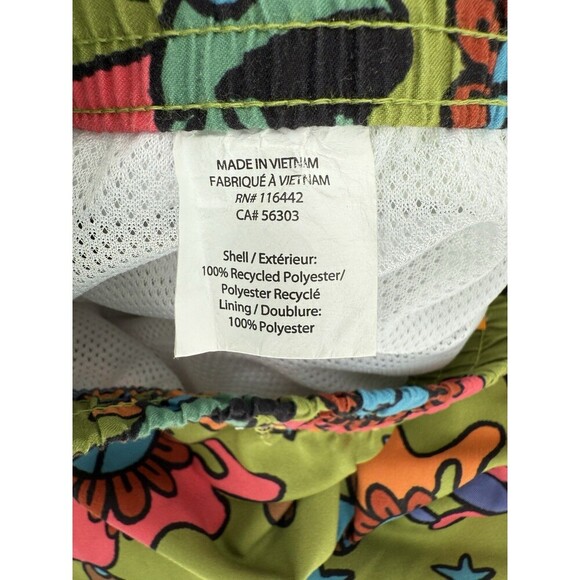 MADE IN VIETNAM
FABRIQUÉ À VIETNAM
RN# 116442
CA# 56303
Shell / Extérieur:
100% Recycled Polyester/
Polyester Recyclé
Lining / Doublure:
100% Polyester